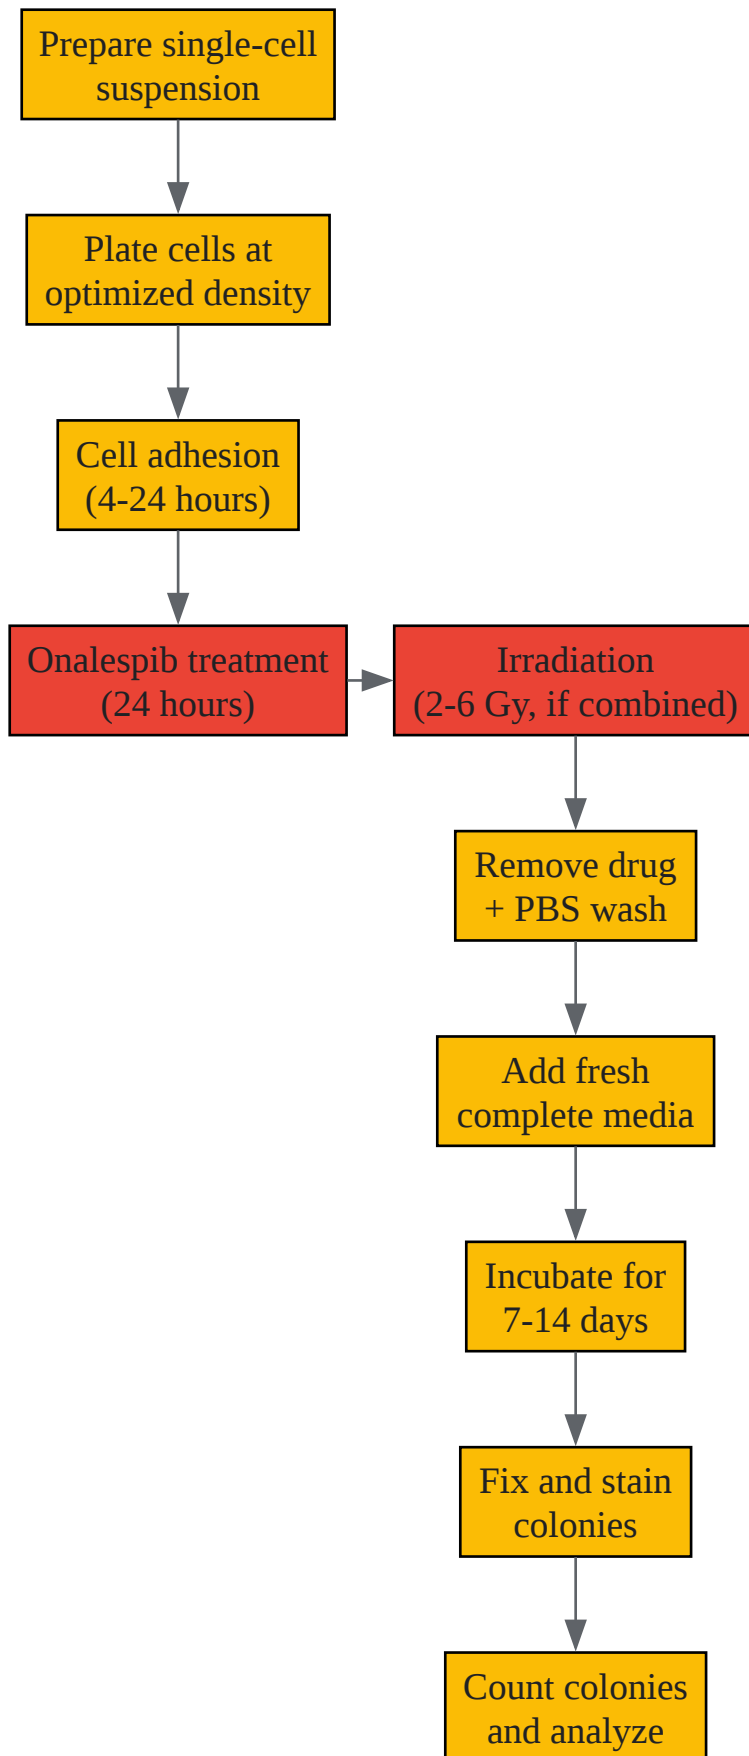 Prepare single-cell
suspension
Plate cells at
optimized density
Cell adhesion
(4-24 hours)
Onalespib treatment
(24 hours)
Irradiation
(2-6 Gy, if combined)
Remove drug
+ PBS wash
Add fresh
complete media
Incubate for
7-14 days
Fix and stain
colonies
Count colonies
and analyze